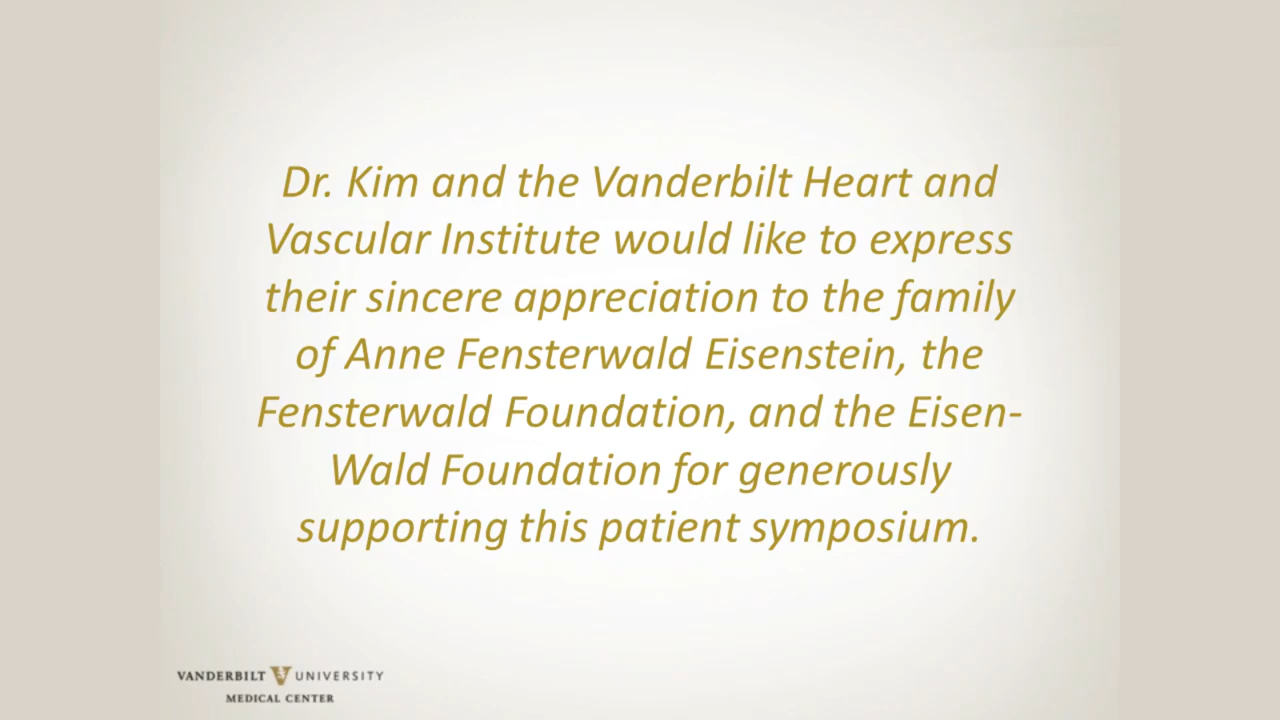 Dr. Kim and the Vanderbilt Heart and
Vascular Institute would like to express
their sincere appreciation to the family
of Anne Fensterwald Eisenstein, the
Fensterwald Foundation, and the Eisen-
Wald Foundation for generously
supporting this patient symposium.
VANDERBILT V UNIVERSITY
MEDICAL CENTER